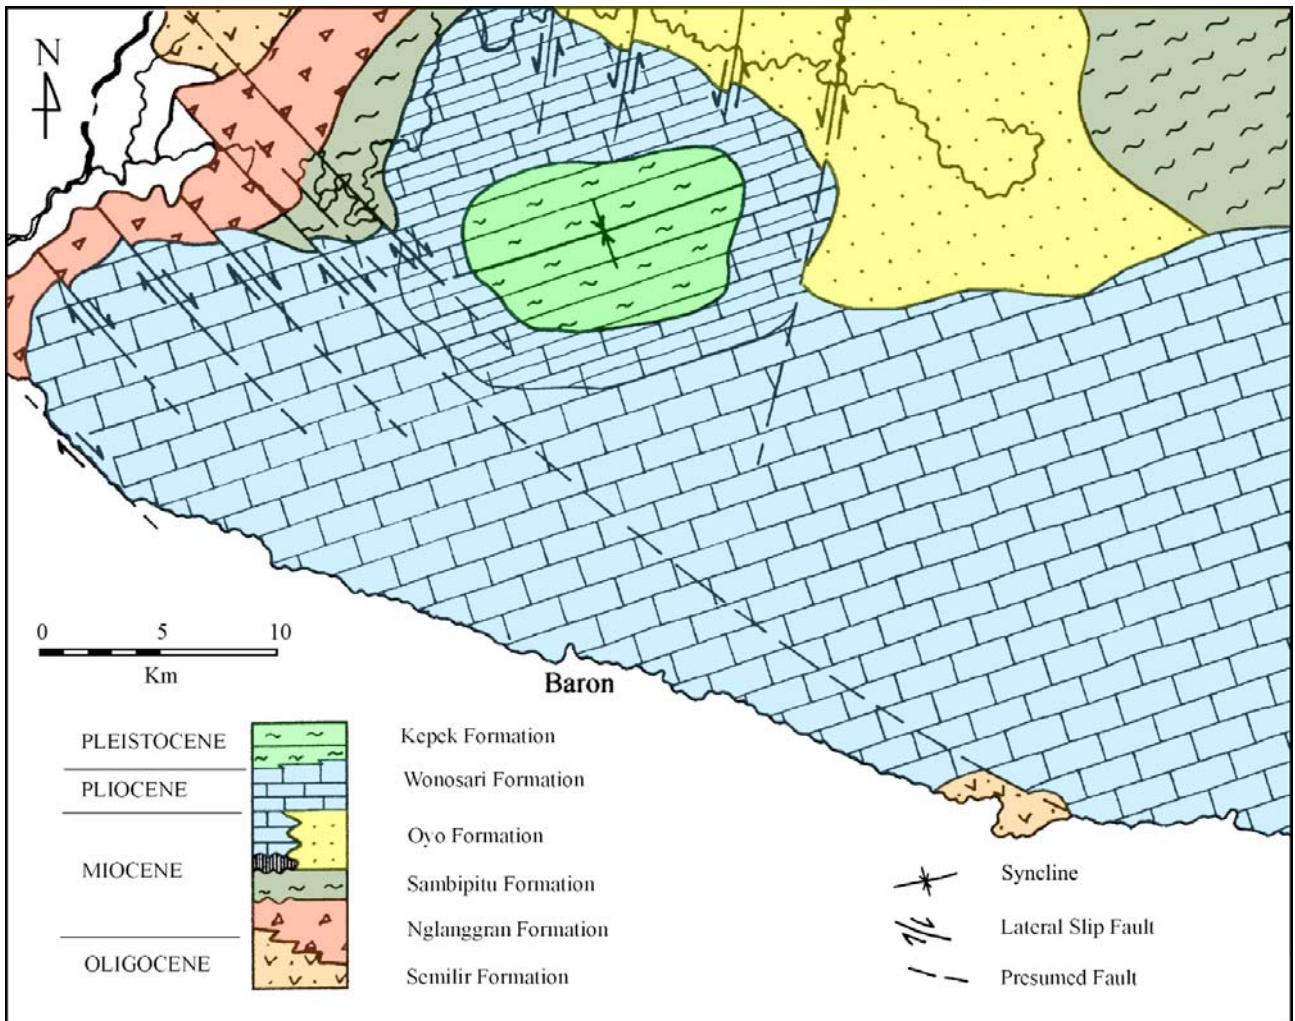 N
0 5 10
Km
Baron
PLEISTOCENE
PLIOCENE
MIOCENE
OLIGOCENE
Kepek Formation
Wonosari Formation
Oyo Formation
Sambipitu Formation
Nglanggran Formation
Semilir Formation
Syncline
Lateral Slip Fault
Presumed Fault